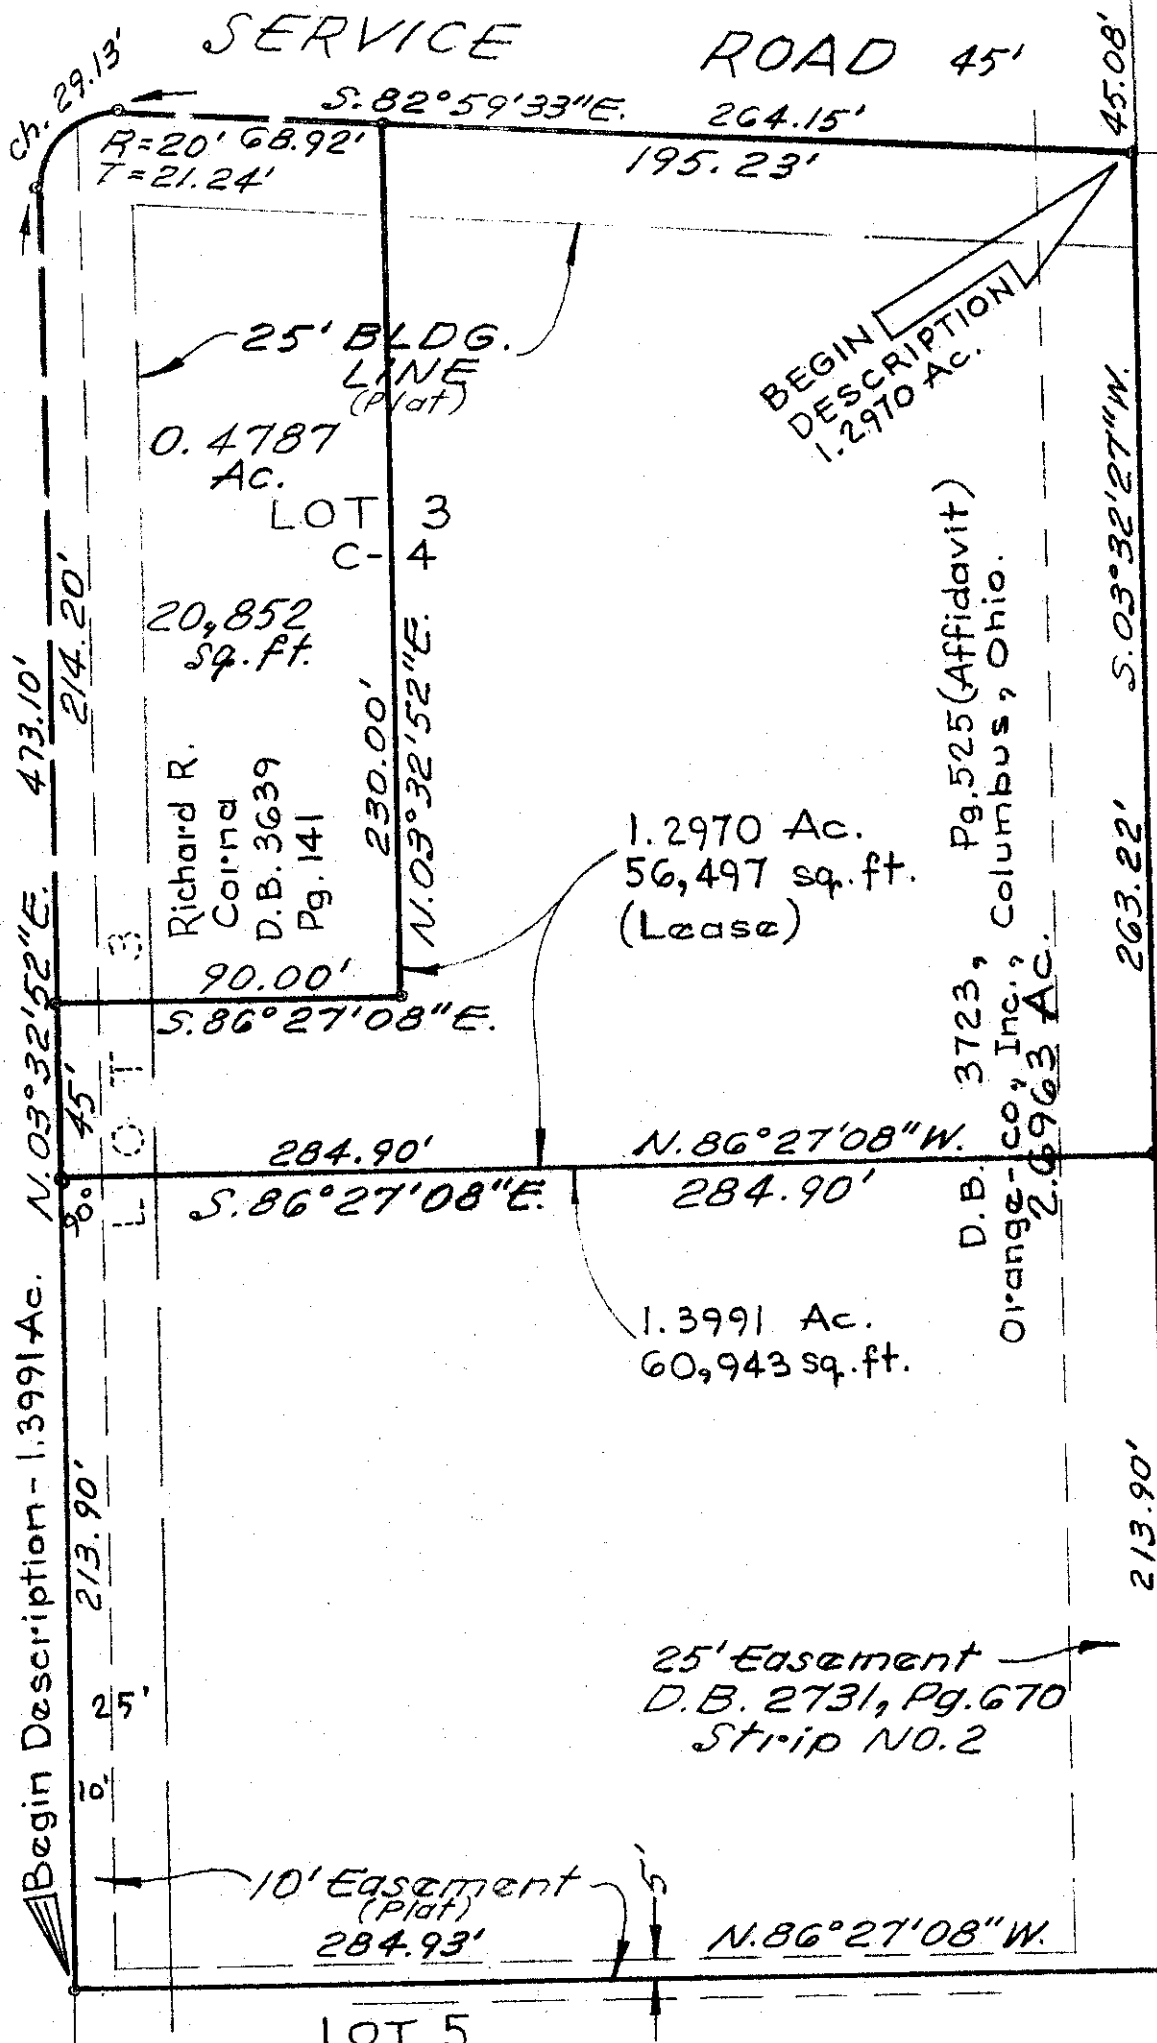 SERVICE ROAD 45'
45.08'
Ch. 29.13'
S. 82°59'33"E. 264.15'
R=20' 68.92'
T=21.24'
195.23'
25' BLDG.
LINE
(Plat)
BEGIN
DESCRIPTION
1.2970 Ac.
0.4787
Ac.
LOT 3
C-4
20,852
sq. ft.
S. 03°32'27"W.
263.22'
214.20'
N. 03°32'52"E. 473.10'
Richard R.
Corna
D.B. 3639
Pg. 141
230.00'
N. 03°32'52"E.
1.2970 Ac.
56,497 sq. ft.
(Lease)
D.B. 3723, Pg. 525 (Affidavit)
Orange-co, Inc., Columbus, Ohio.
2.6963 Ac.
90.00'
S. 86°27'08"E.
LOT 3
45'
284.90' N. 86°27'08"W.
90°
S. 86°27'08"E. 284.90'
1.3991 Ac.
60,943 sq. ft.
Begin Description - 1.3991 Ac.
213.90'
213.90'
25' Easement
D.B. 2731, Pg. 670
Strip NO. 2
25'
10'
10' Easement
(Plat)
5'
284.93' N. 86°27'08"W.
LOT 5